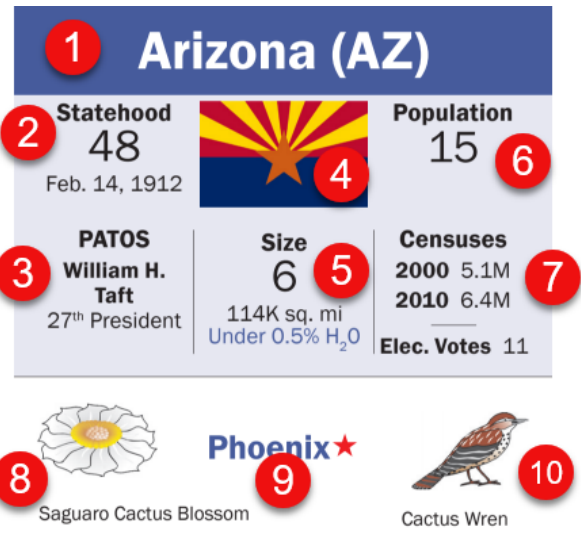 1
Arizona (AZ)
2
Statehood
48
Feb. 14, 1912
4
Population
15
6
3
PATOS
William H.
Taft
27th President
Size
6
5
114K sq. mi
Under 0.5% H₂0
Censuses
2000 5.1M
2010 6.4M
7
Elec. Votes 11
8
Saguaro Cactus Blossom
Phoenix★
9
10
Cactus Wren